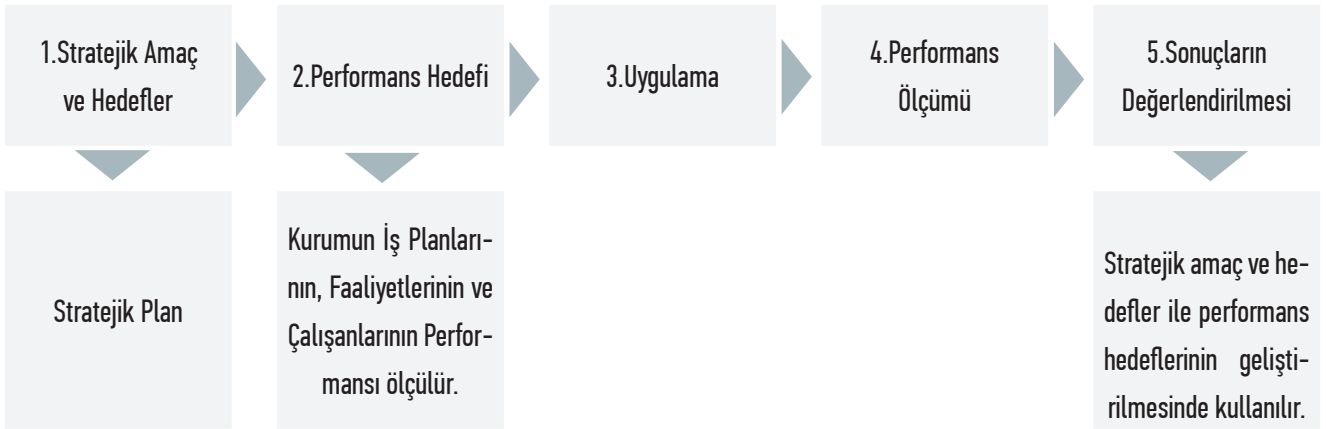 1.Stratejik Amaç
ve Hedefler
2.Performans Hedefi
3.Uygulama
4.Performans
Ölçümü
5.Sonuçların
Değerlendirilmesi
Stratejik Plan
Kurumun İş Planları-
nın, Faaliyetlerinin ve
Çalışanlarının Perfor-
mansı ölçülür.
Stratejik amaç ve he-
defler ile performans
hedeflerinin gelişti-
rilmesinde kullanılır.